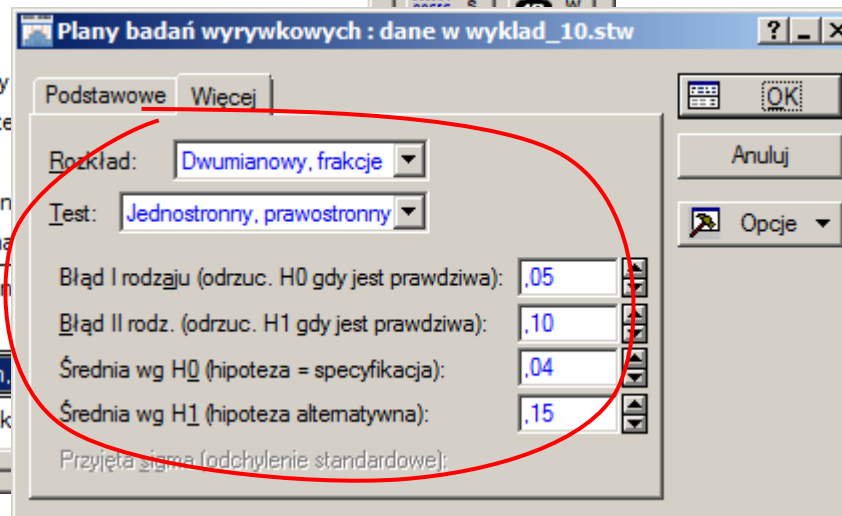 Plany badań wyrywkowych : dane w wyklad_10.stw
Podstawowe Więcej
OK
Rozkład: Dwumianowy, frakcje
Anuluj
Test: Jednostronny, prawostronny
Opcje
Błąd I rodzaju (odrzuc. H0 gdy jest prawdziwa): ,05
Błąd II rodz. (odrzuc. H1 gdy jest prawdziwa): ,10
Średnia wg H0 (hipoteza = specyfikacja): ,04
Średnia wg H1 (hipoteza alternatywna): ,15
Przyjęta sigma (odchylenie standardowe):